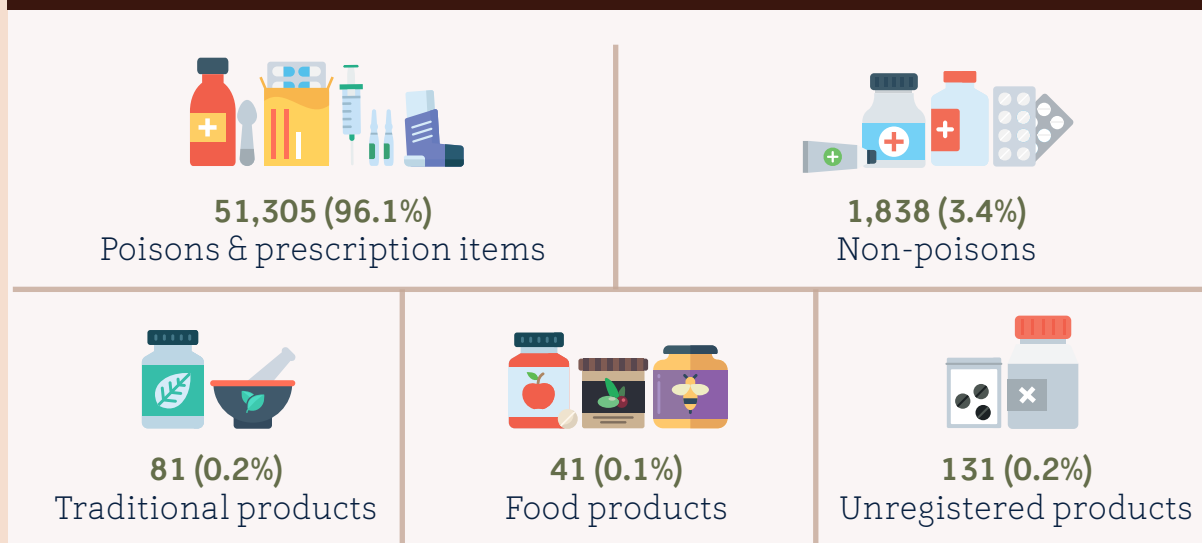 51,305 (96.1%)
Poisons & prescription items
1,838 (3.4%)
Non-poisons
81 (0.2%)
Traditional products
41 (0.1%)
Food products
131 (0.2%)
Unregistered products